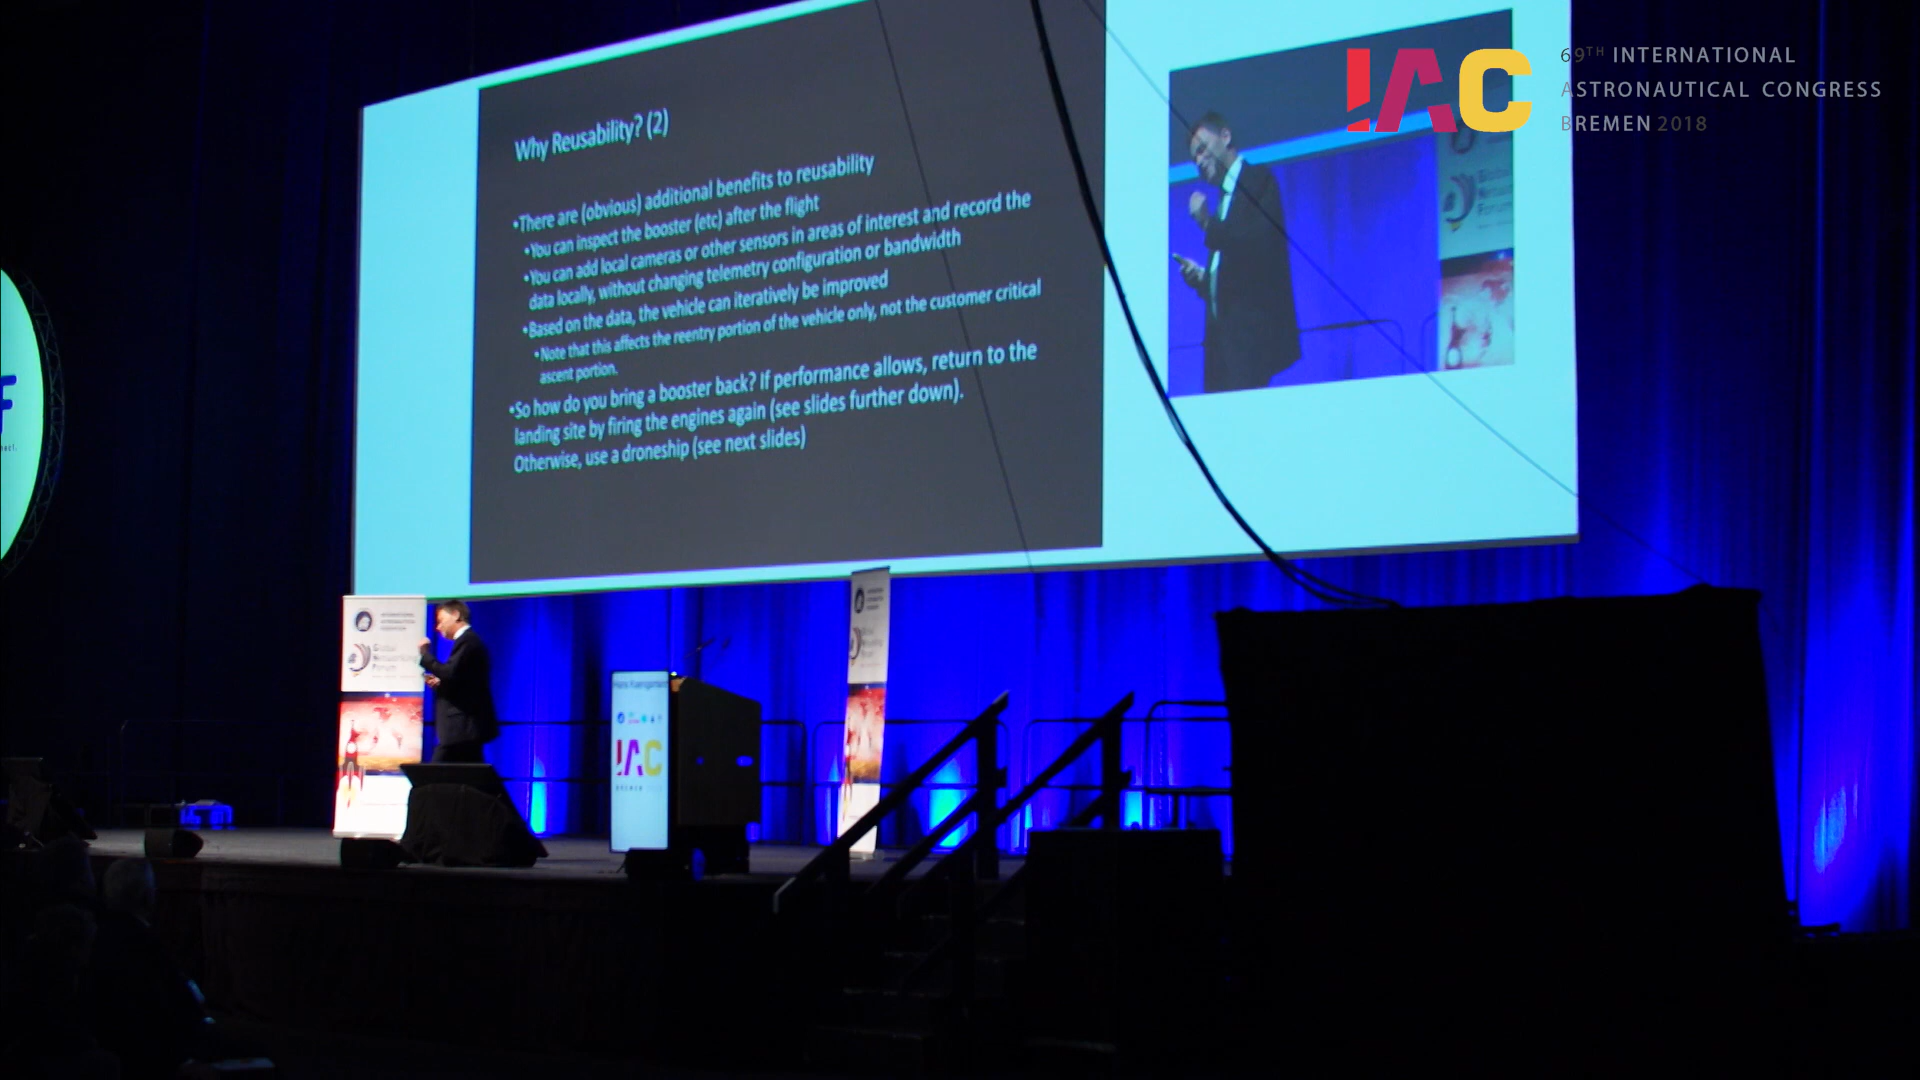 IAC
69TH INTERNATIONAL
ASTRONAUTICAL CONGRESS
BREMEN 2018
Why Reusability? (2)
•There are (obvious) additional benefits to reusability
•You can inspect the booster (etc) after the flight
•You can add local cameras or other sensors in areas of interest and record the
data locally, without changing telemetry configuration or bandwidth
•Based on the data, the vehicle can iteratively be improved
•Note that this affects the reentry portion of the vehicle only, not the customer critical
ascent portion.
•So how do you bring a booster back? If performance allows, return to the
landing site by firing the engines again (see slides further down).
Otherwise, use a droneship (see next slides)
Global
Networking
Forum
IAC
BREMEN